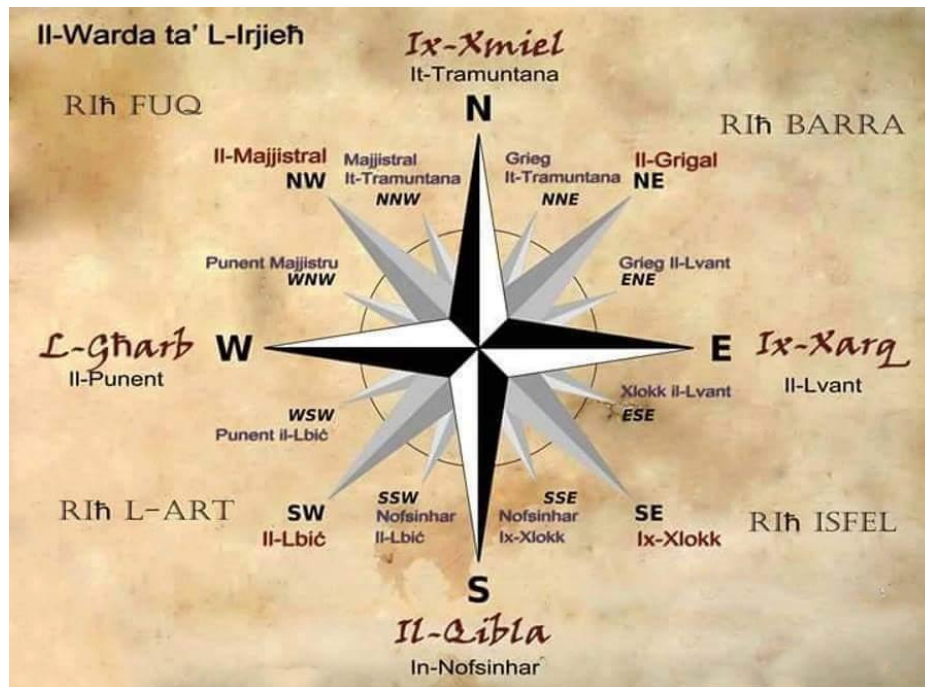 Il-Warda ta' L-Irjieħ
Ix-Xmiel
It-Tramuntana
N
RIħ FUQ
RIħ BARRA
Il-Majjistral
NW
Majjistral
It-Tramuntana
NNW
Grieg
It-Tramuntana
NNE
Il-Grigal
NE
Punent Majjistru
WNW
Grieg Il-Lvant
ENE
L-Għarb
Il-Punent
W
E
Ix-Xarq
Il-Lvant
WSW
Punent il-Lbić
Xlokk il-Lvant
ESE
RIħ L-ART
SW
Il-Lbić
SSW
Nofsinhar
Il-Lbić
SSE
Nofsinhar
Ix-Xlokk
SE
Ix-Xlokk
RIħ ISFEL
S
Il-Qibla
In-Nofsinhar